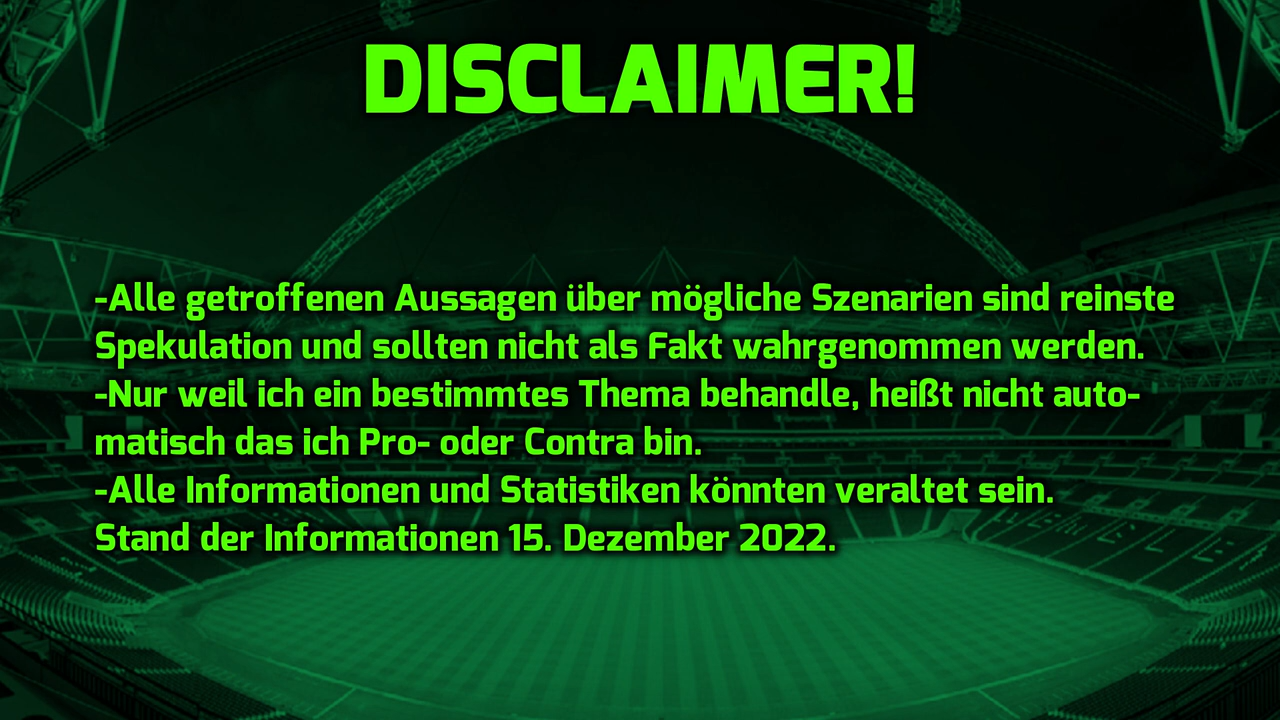 DISCLAIMER!
-Alle getroffenen Aussagen über mögliche Szenarien sind reinste
Spekulation und sollten nicht als Fakt wahrgenommen werden.
-Nur weil ich ein bestimmtes Thema behandle, heißt nicht auto-
matisch das ich Pro- oder Contra bin.
-Alle Informationen und Statistiken könnten veraltet sein.
Stand der Informationen 15. Dezember 2022.